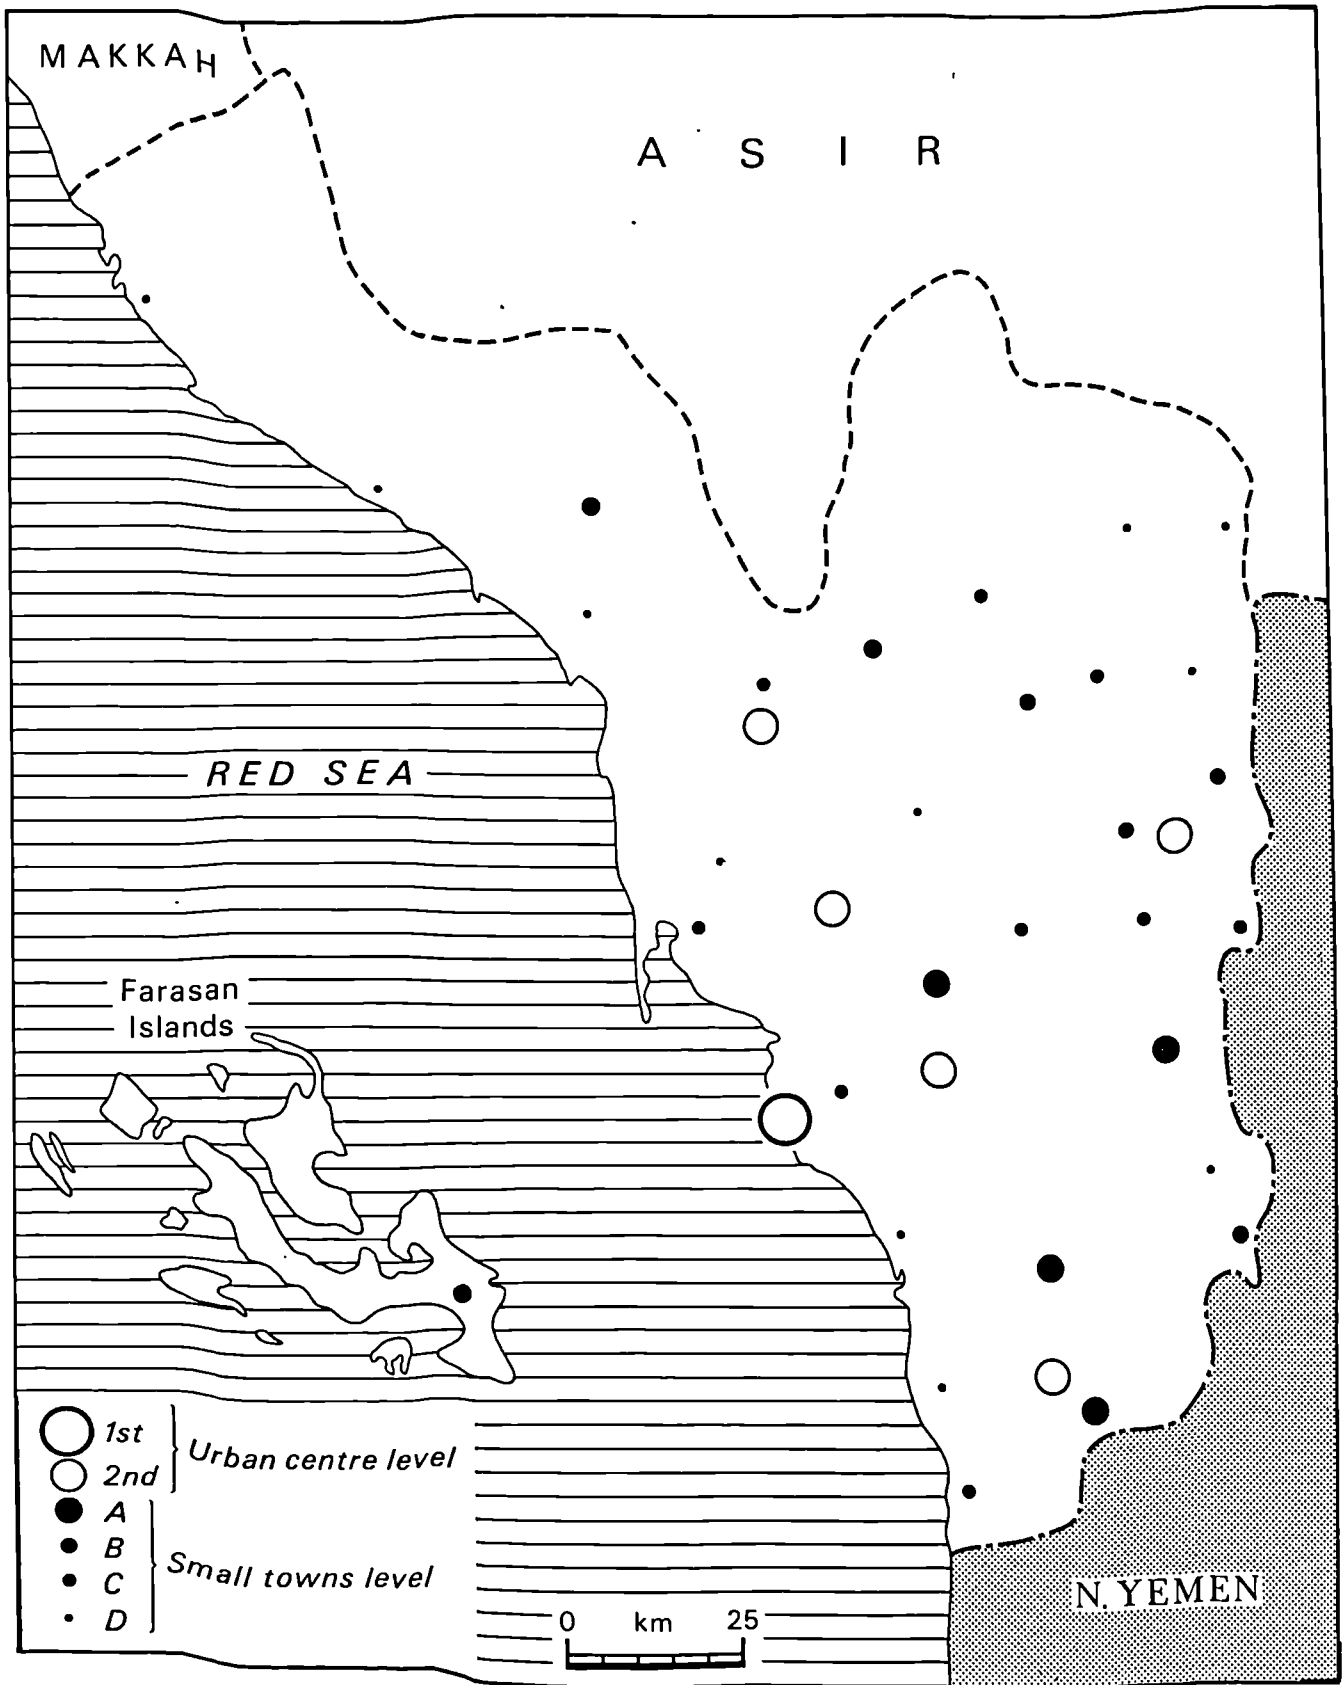 MAKKAH
A S I R
RED SEA
Farasan
Islands
1st
2nd
Urban centre level
A
B
C
D
Small towns level
0 km 25
N. YEMEN